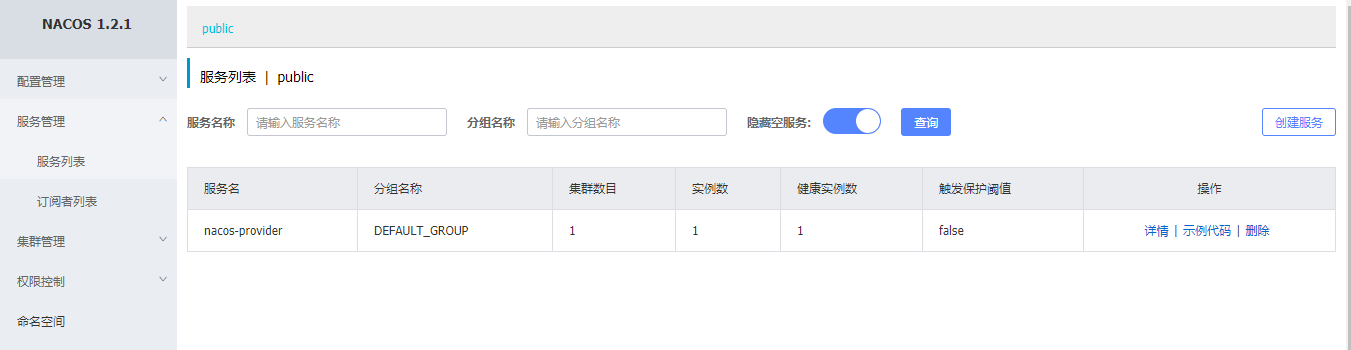 NACOS 1.2.1
配置管理
服务管理
服务列表
订阅者列表
集群管理
权限控制
命名空间
public
服务列表 | public
服务名称 请输入服务名称 分组名称 请输入分组名称 隐藏空服务: 查询 创建服务
服务名 分组名称 集群数目 实例数 健康实例数 触发保护阈值 操作
nacos-provider DEFAULT_GROUP 1 1 1 false 详情 | 示例代码 | 删除